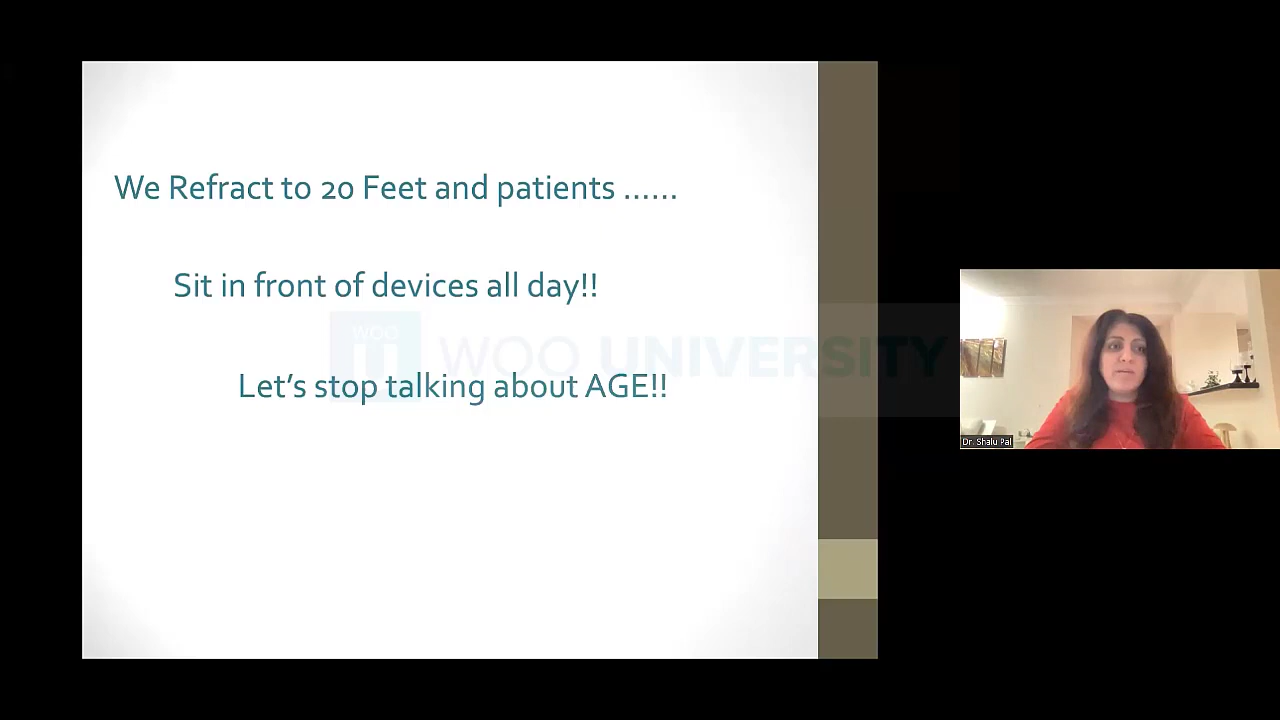 We Refract to 20 Feet and patients ......
Sit in front of devices all day!!
WOO
WOO UNIVERSITY
Let's stop talking about AGE!!
Dr. Shalu Pal